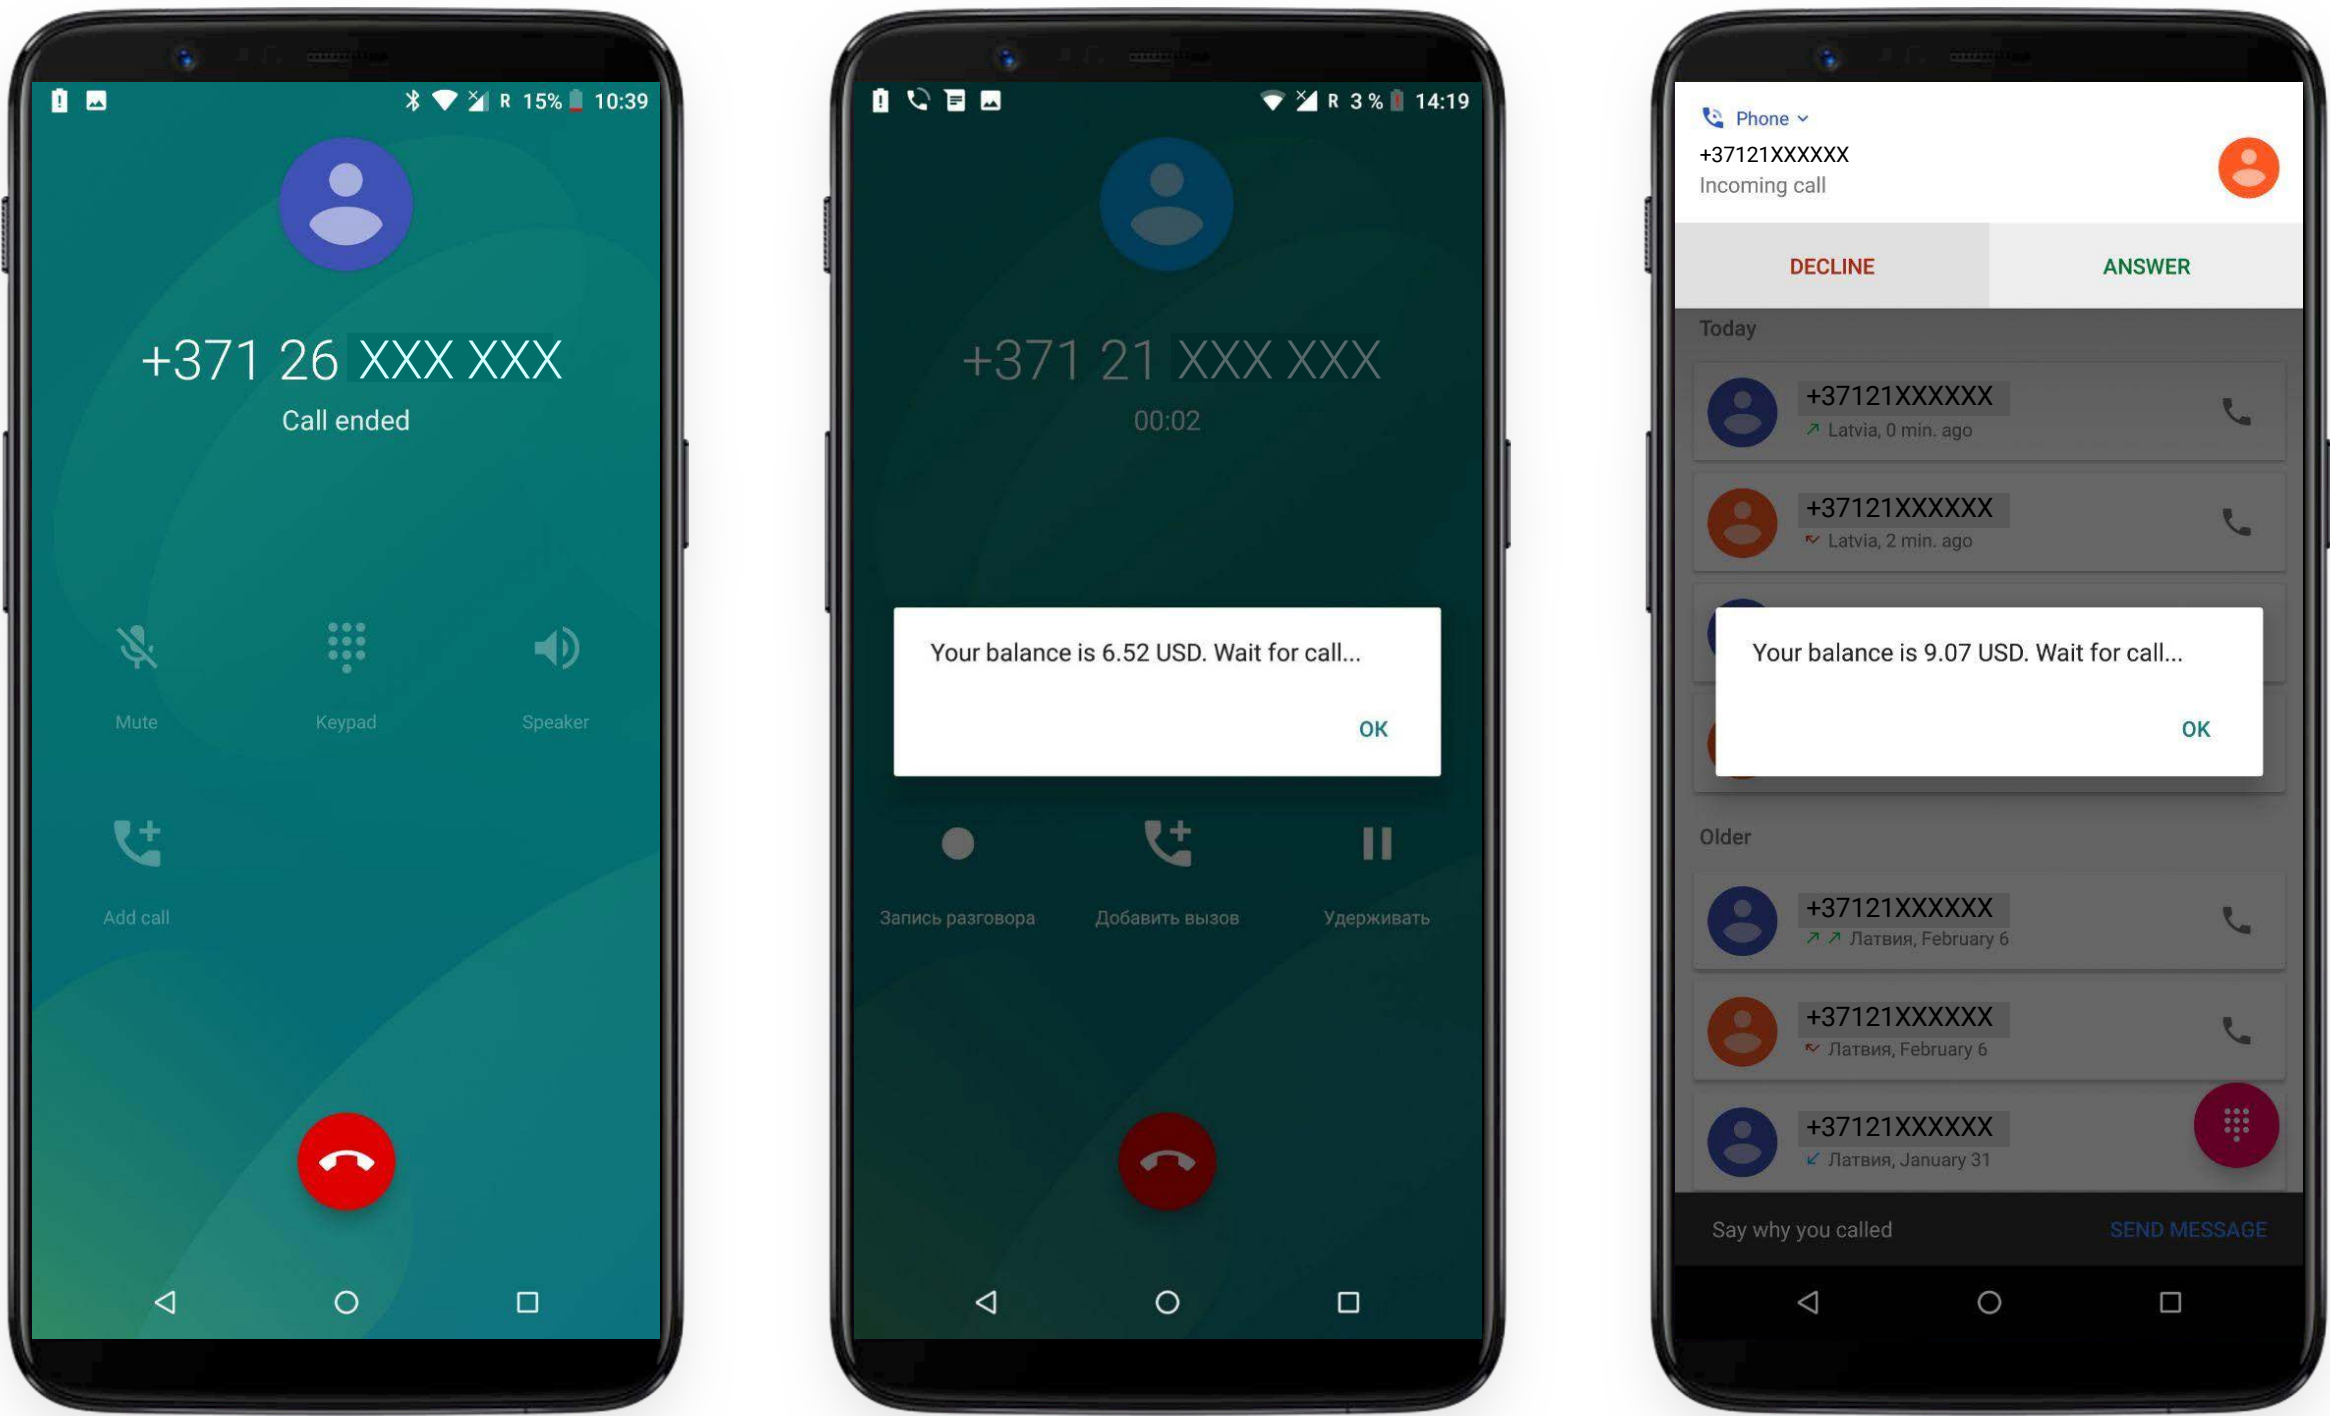 R 15% 10:39
+371 26 XXX XXX
Call ended
Mute Keypad Speaker
Add call
R 3 % 14:19
+371 21 XXX XXX
00:02
Your balance is 6.52 USD. Wait for call...
OK
Запись разговора Добавить вызов Удерживать
Phone
+37121XXXXXX
Incoming call
DECLINE ANSWER
Today
+37121XXXXXX
Latvia, 0 min. ago
+37121XXXXXX
Latvia, 2 min. ago
Your balance is 9.07 USD. Wait for call...
OK
Older
+37121XXXXXX
Латвия, February 6
+37121XXXXXX
Латвия, February 6
+37121XXXXXX
Латвия, January 31
Say why you called SEND MESSAGE